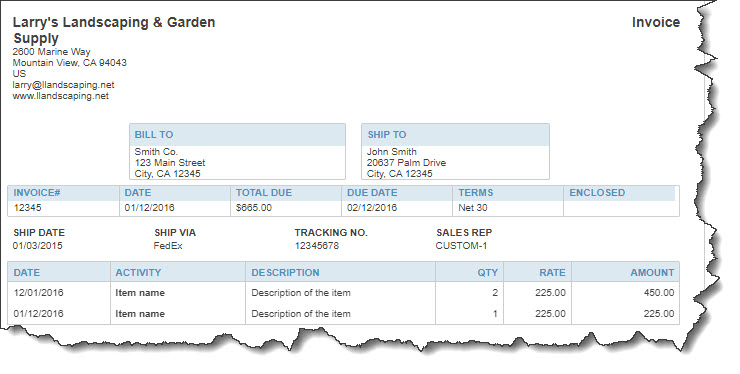 Larry's Landscaping & Garden Supply
Invoice
2600 Marine Way
Mountain View, CA 94043
US
larry@llandscaping.net
www.llandscaping.net
BILL TO
Smith Co.
123 Main Street
City, CA 12345
SHIP TO
John Smith
20637 Palm Drive
City, CA 12345
INVOICE# DATE TOTAL DUE DUE DATE TERMS ENCLOSED
12345 01/12/2016 $665.00 02/12/2016 Net 30
SHIP DATE SHIP VIA TRACKING NO. SALES REP
01/03/2015 FedEx 12345678 CUSTOM-1
DATE ACTIVITY DESCRIPTION QTY RATE AMOUNT
12/01/2016 Item name Description of the item 2 225.00 450.00
01/12/2016 Item name Description of the item 1 225.00 225.00